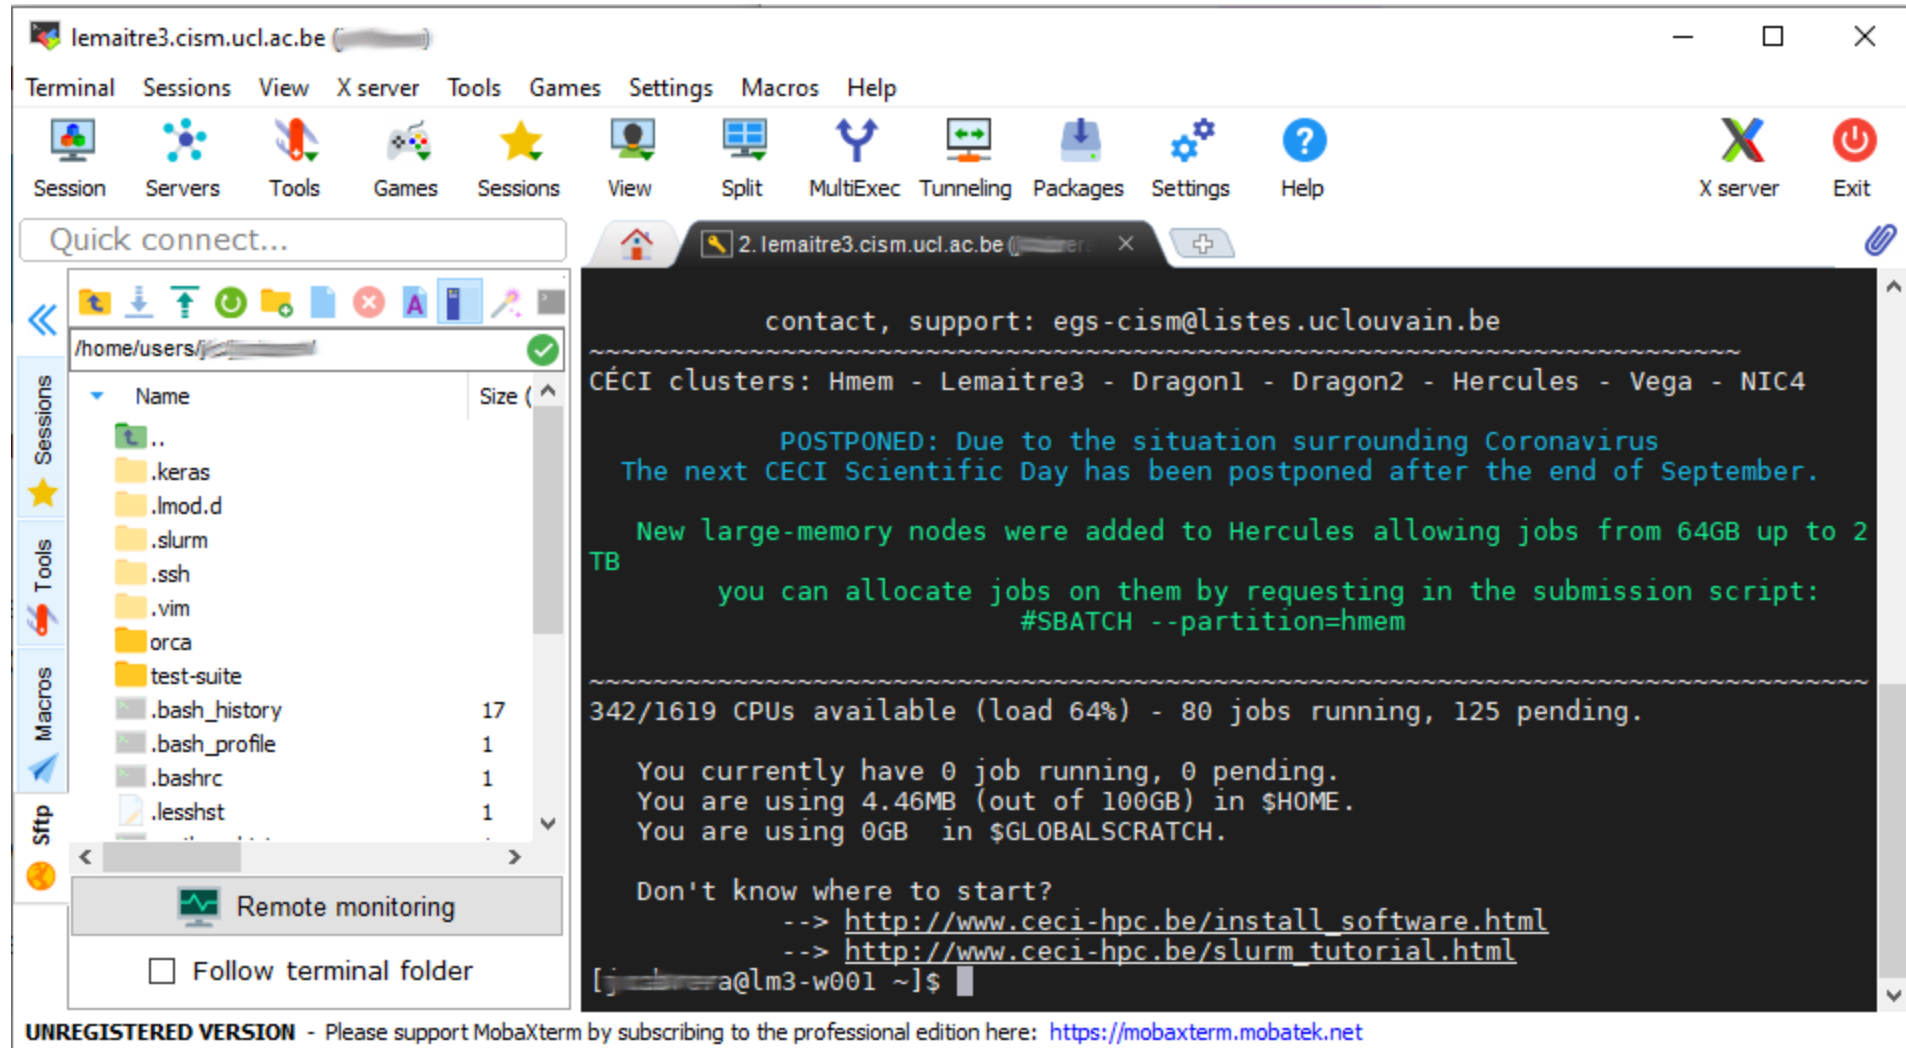 lemaitre3.cism.ucl.ac.be (
Terminal Sessions View X server Tools Games Settings Macros Help
Session Servers Tools Games Sessions View Split MultiExec Tunneling Packages Settings Help X server Exit
Quick connect...
2. lemaitre3.cism.ucl.ac.be (
/home/users/
Name Size (
..
.keras
.lmod.d
.slurm
.ssh
.vim
orca
test-suite
.bash_history 17
.bash_profile 1
.bashrc 1
.lesshst 1
Sessions
Tools
Macros
Sftp
Remote monitoring
Follow terminal folder
contact, support: egs-cism@listes.uclouvain.be
~~~~~~~~~~~~~~~~~~~~~~~~~~~~~~~~~~~~~~~~~~~~~~~~~~~~~~~~~~~~~~~~~~~~~~~~
CÉCI clusters: Hmem - Lemaitre3 - Dragon1 - Dragon2 - Hercules - Vega - NIC4
POSTPONED: Due to the situation surrounding Coronavirus
The next CECI Scientific Day has been postponed after the end of September.
New large-memory nodes were added to Hercules allowing jobs from 64GB up to 2
TB
you can allocate jobs on them by requesting in the submission script:
#SBATCH --partition=hmem
~~~~~~~~~~~~~~~~~~~~~~~~~~~~~~~~~~~~~~~~~~~~~~~~~~~~~~~~~~~~~~~~~~~~~~~~~~~~~~~~
342/1619 CPUs available (load 64%) - 80 jobs running, 125 pending.
You currently have 0 job running, 0 pending.
You are using 4.46MB (out of 100GB) in $HOME.
You are using 0GB  in $GLOBALSCRATCH.
Don't know where to start?
--> http://www.ceci-hpc.be/install_software.html
--> http://www.ceci-hpc.be/slurm_tutorial.html
@lm3-w001 ~]$
UNREGISTERED VERSION - Please support MobaXterm by subscribing to the professional edition here: https://mobaxterm.mobatek.net